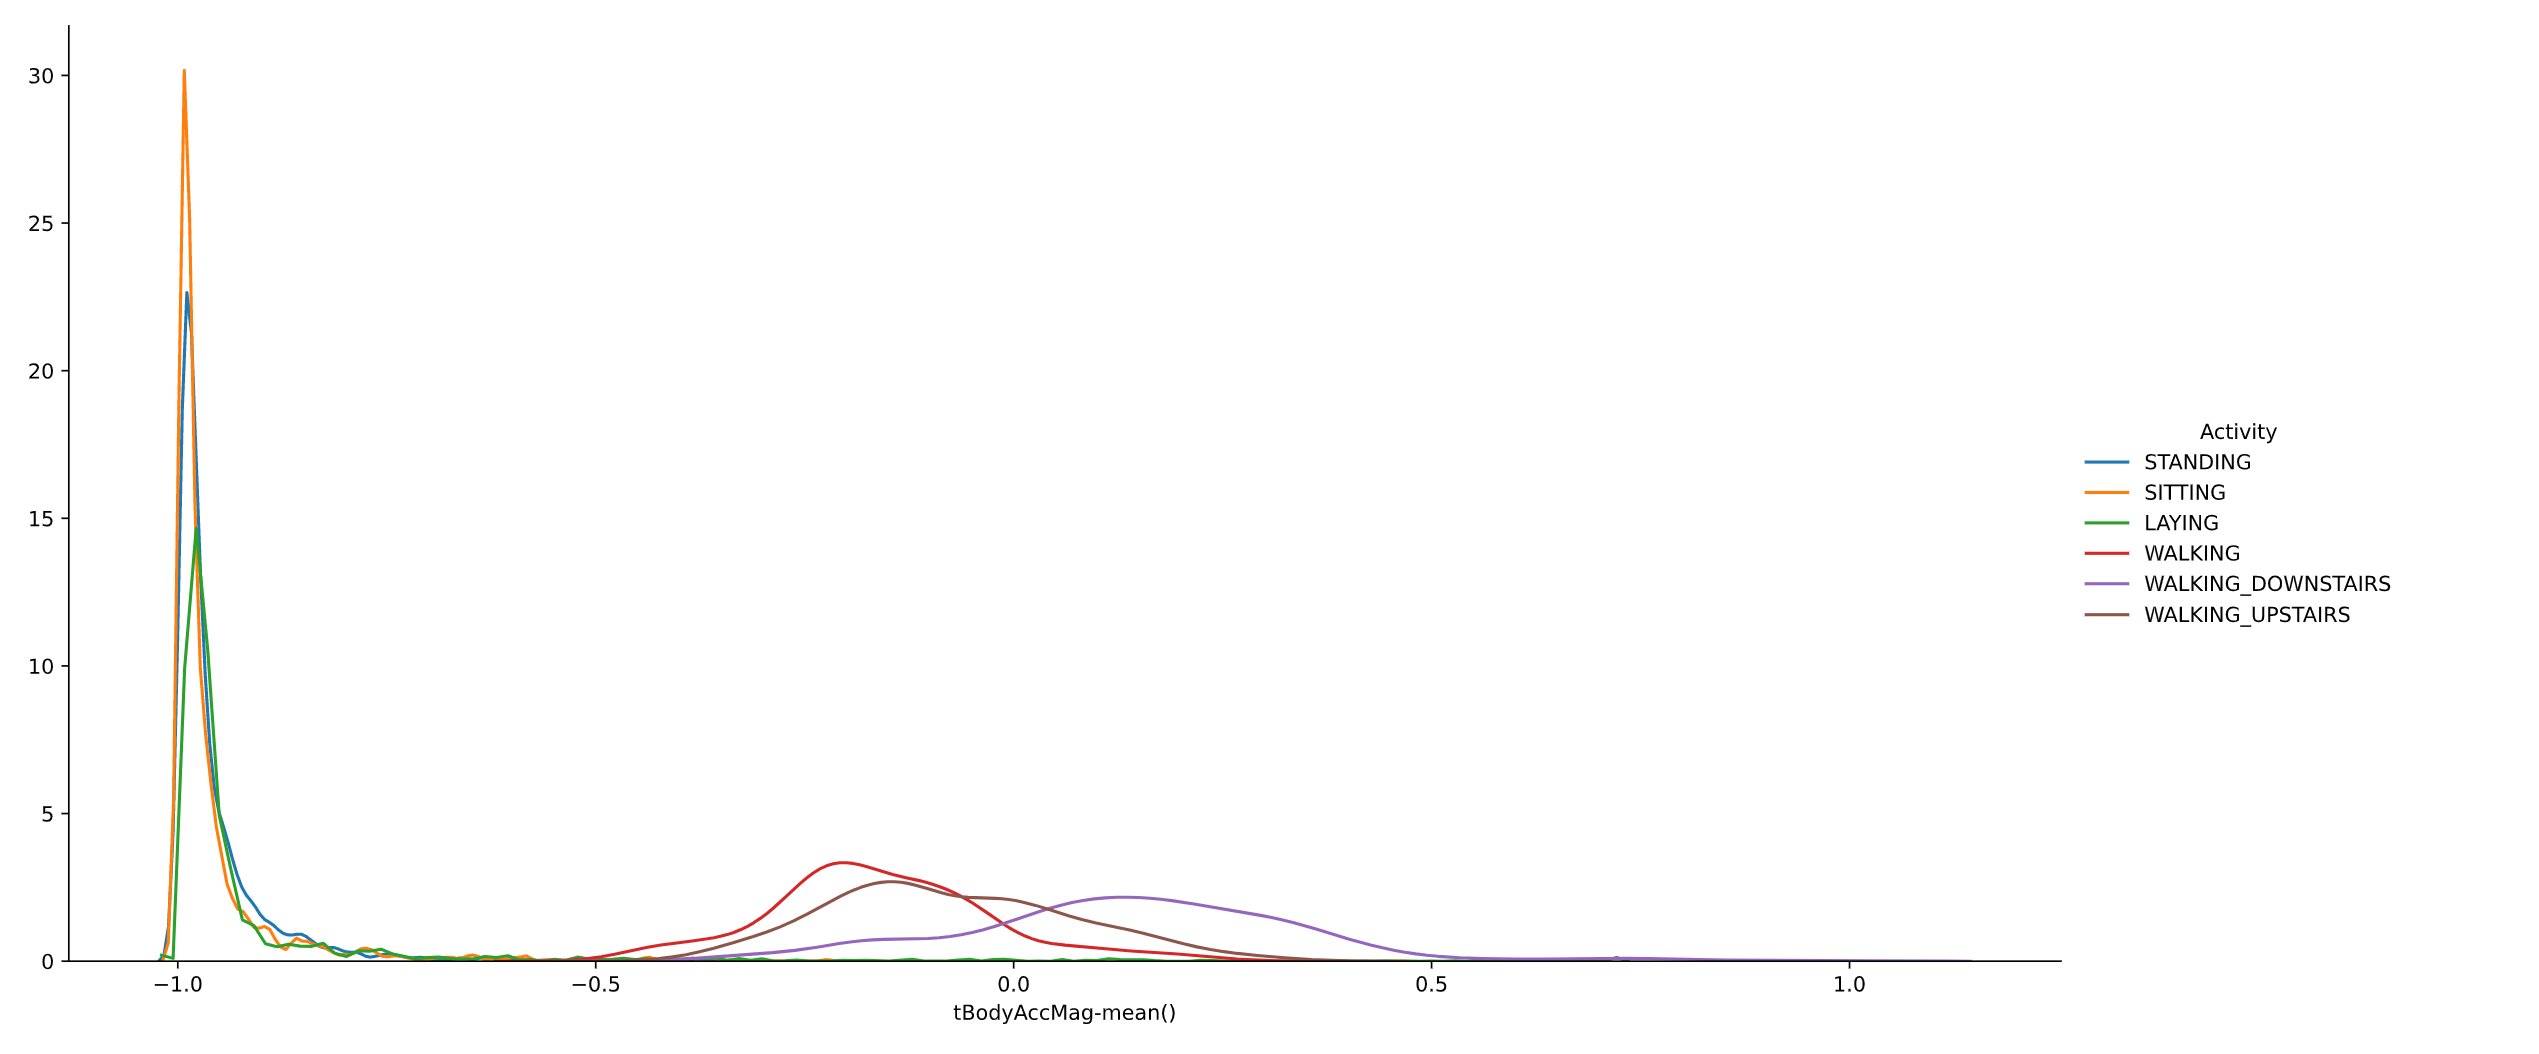 30
25
20
15
10
5
0
−1.0 −0.5 0.0 0.5 1.0
tBodyAccMag-mean()
Activity
STANDING
SITTING
LAYING
WALKING
WALKING_DOWNSTAIRS
WALKING_UPSTAIRS